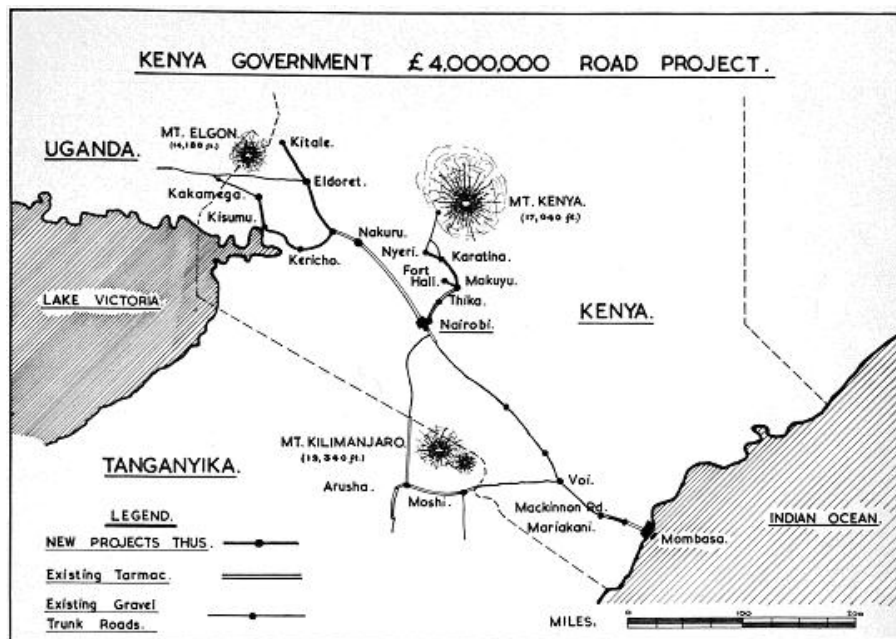 KENYA GOVERNMENT £4,000,000 ROAD PROJECT.
MT. ELGON.
(14,188 ft.)
Kitale.
UGANDA.
Eldoret.
Kakamega.
Kisumu.
MT. KENYA.
(17,040 ft.)
Nakuru.
Nyeri.
Karatina.
Kericho.
Fort
Hall.
Makuyu.
LAKE VICTORIA.
Thika.
KENYA.
Nairobi.
MT. KILIMANJARO.
(19,340 ft.)
TANGANYIKA.
Arusha.
Moshi.
Voi.
Mackinnon Rd.
Mariakani.
INDIAN OCEAN.
Mombasa.
LEGEND.
NEW PROJECTS THUS.
Existing Tarmac.
Existing Gravel
Trunk Roads.
MILES.
0 100 200